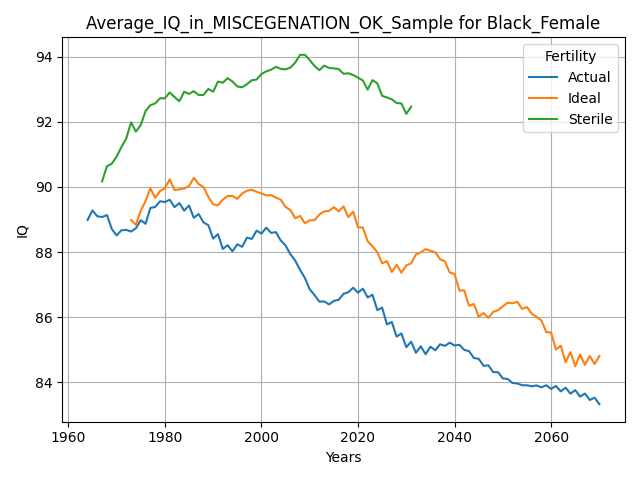 Average_IQ_in_MISCEGENATION_OK_Sample for Black_Female
94
92
90
88
86
84
IQ
Fertility
Actual
Ideal
Sterile
1960
1980
2000
2020
2040
2060
Years